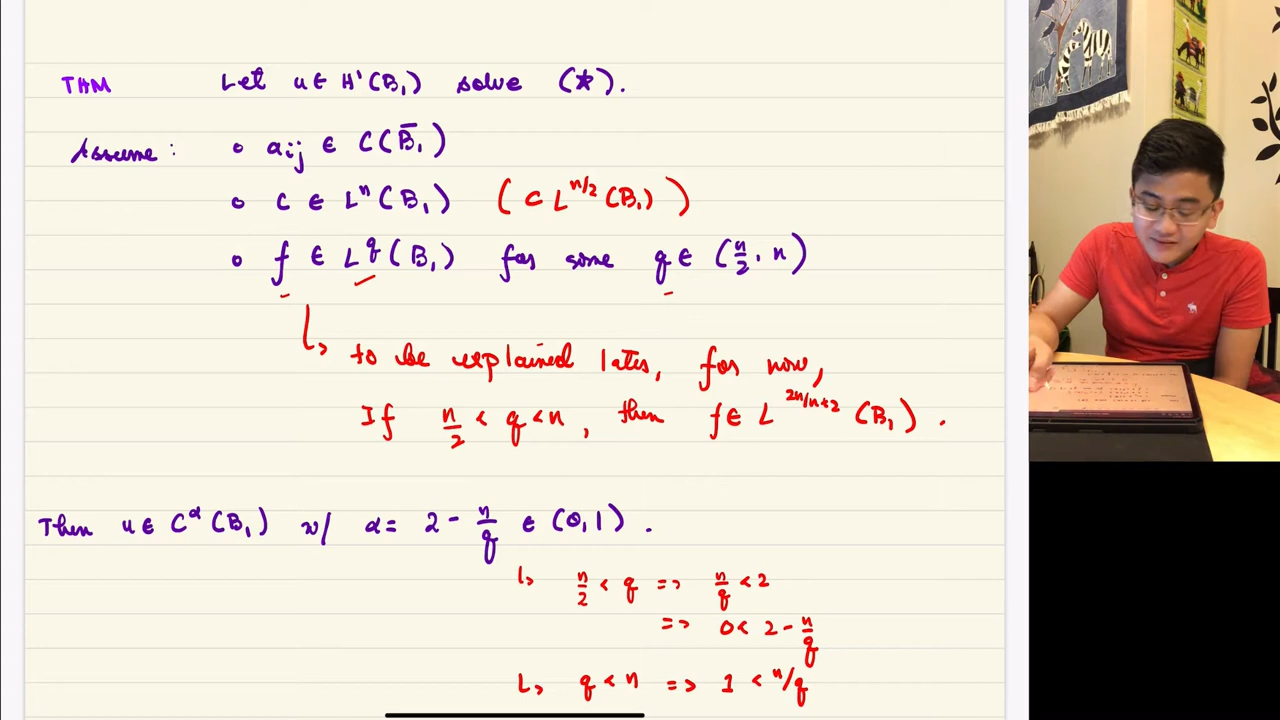 THM Let u ∈ H¹(B₁) solve (*).
Assume: • aᵢⱼ ∈ C(B̄₁)
• c ∈ Lⁿ(B₁) (⊂ L^{n/2}(B₁))
• f ∈ L^q(B₁) for some q ∈ (n/2, n)
↳ to be explained later, for now,
If n/2 < q < n, then f ∈ L^{2n/n+2}(B₁).
Then u ∈ C^α(B₁) w/ α = 2 - n/q ∈ (0,1).
↳ n/2 < q => n/q < 2
=> 0 < 2 - n/q
↳ q < n => 1 < n/q